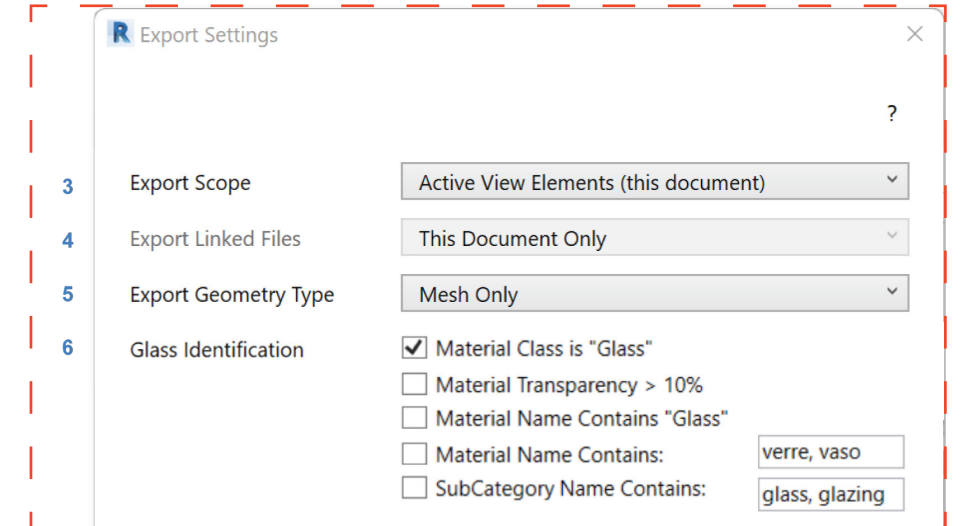 R Export Settings
?
3 Export Scope Active View Elements (this document)
4 Export Linked Files This Document Only
5 Export Geometry Type Mesh Only
6 Glass Identification Material Class is "Glass"
Material Transparency > 10%
Material Name Contains "Glass"
Material Name Contains: verre, vaso
SubCategory Name Contains: glass, glazing